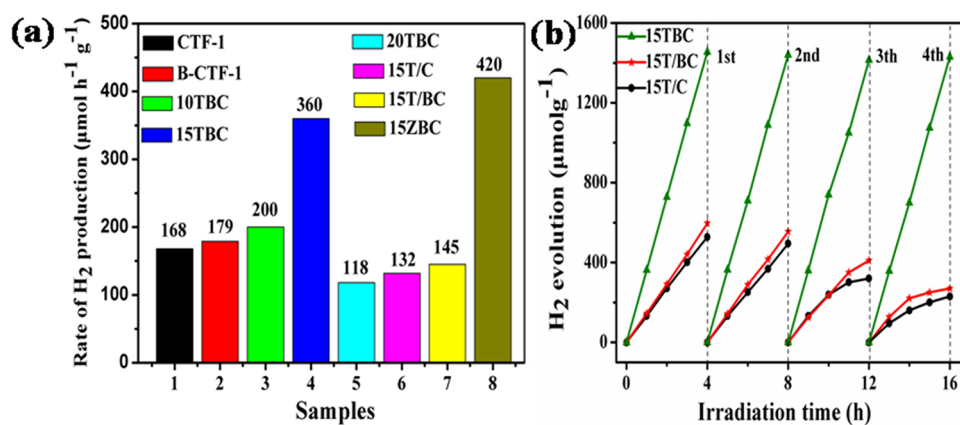 (a)
Rate of H2 production (µmol h-1 g-1)
500
400
300
200
100
0
CTF-1
B-CTF-1
10TBC
15TBC
20TBC
15T/C
15T/BC
15ZBC
168
179
200
360
118
132
145
420
1 2 3 4 5 6 7 8
Samples
(b)
H2 evolution (µmolg-1)
1600
1200
800
400
0
15TBC
15T/BC
15T/C
1st
2nd
3th
4th
0 4 8 12 16
Irradiation time (h)